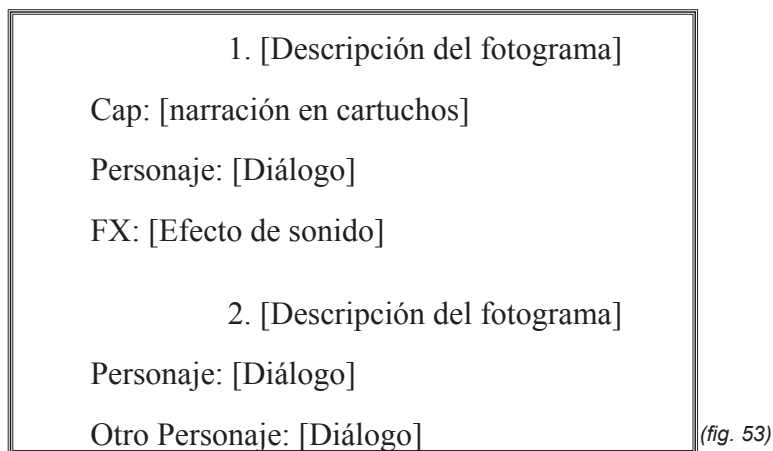 1. [Descripción del fotograma]
Cap: [narración en cartuchos]
Personaje: [Diálogo]
FX: [Efecto de sonido]
2. [Descripción del fotograma]
Personaje: [Diálogo]
Otro Personaje: [Diálogo]
(fig. 53)